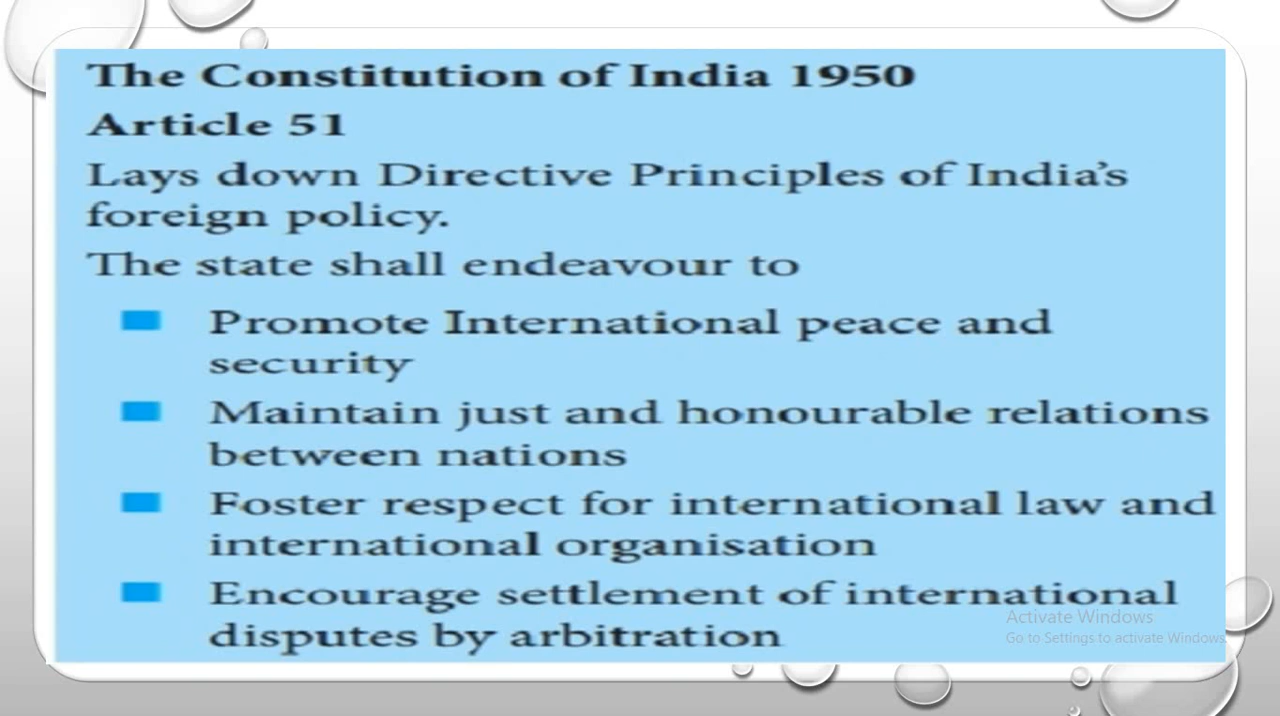 The Constitution of India 1950
Article 51
Lays down Directive Principles of India's
foreign policy.
The state shall endeavour to
Promote International peace and
security
Maintain just and honourable relations
between nations
Foster respect for international law and
international organisation
Encourage settlement of international
disputes by arbitration
Activate Windows
Go to Settings to activate Windows.